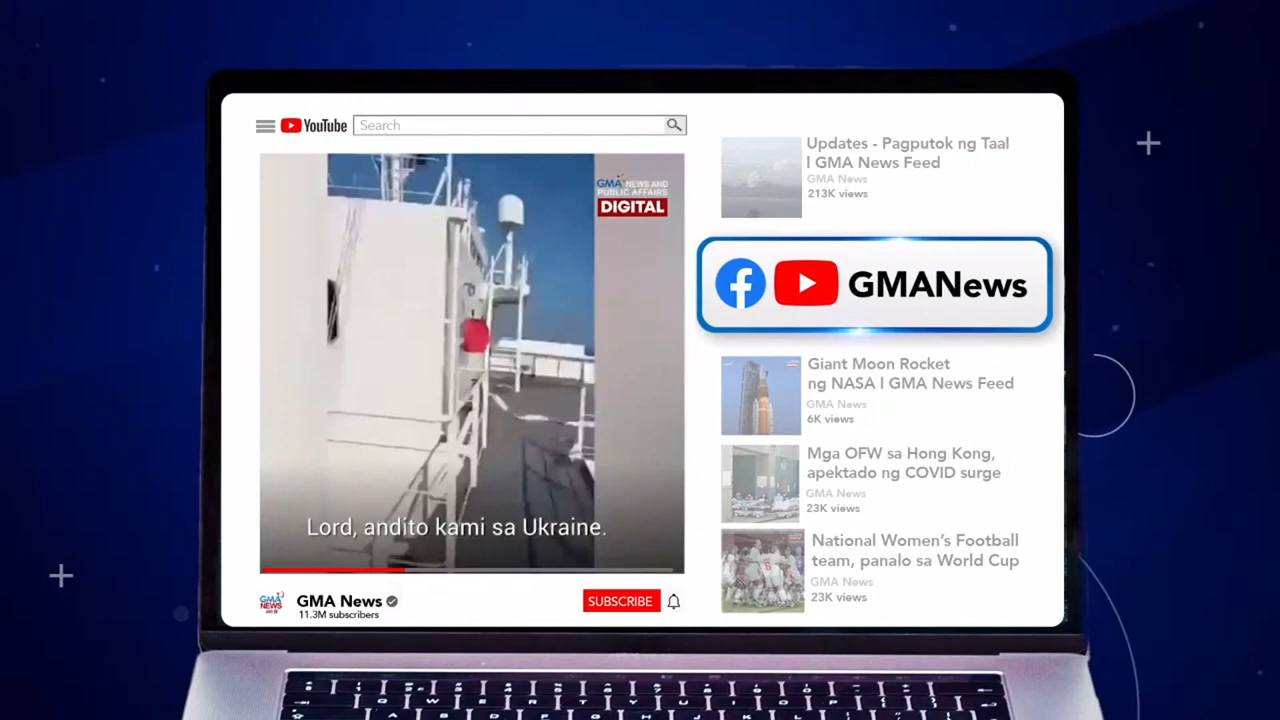 YouTube
Search
GMA NEWS AND
PUBLIC AFFAIRS
DIGITAL
Lord, andito kami sa Ukraine.
GMA
NEWS
GMA News
11.3M subscribers
SUBSCRIBE
Updates - Pagputok ng Taal
l GMA News Feed
GMA News
213K views
GMANews
Giant Moon Rocket
ng NASA l GMA News Feed
GMA News
6K views
Mga OFW sa Hong Kong,
apektado ng COVID surge
GMA News
23K views
National Women's Football
team, panalo sa World Cup
GMA News
23K views